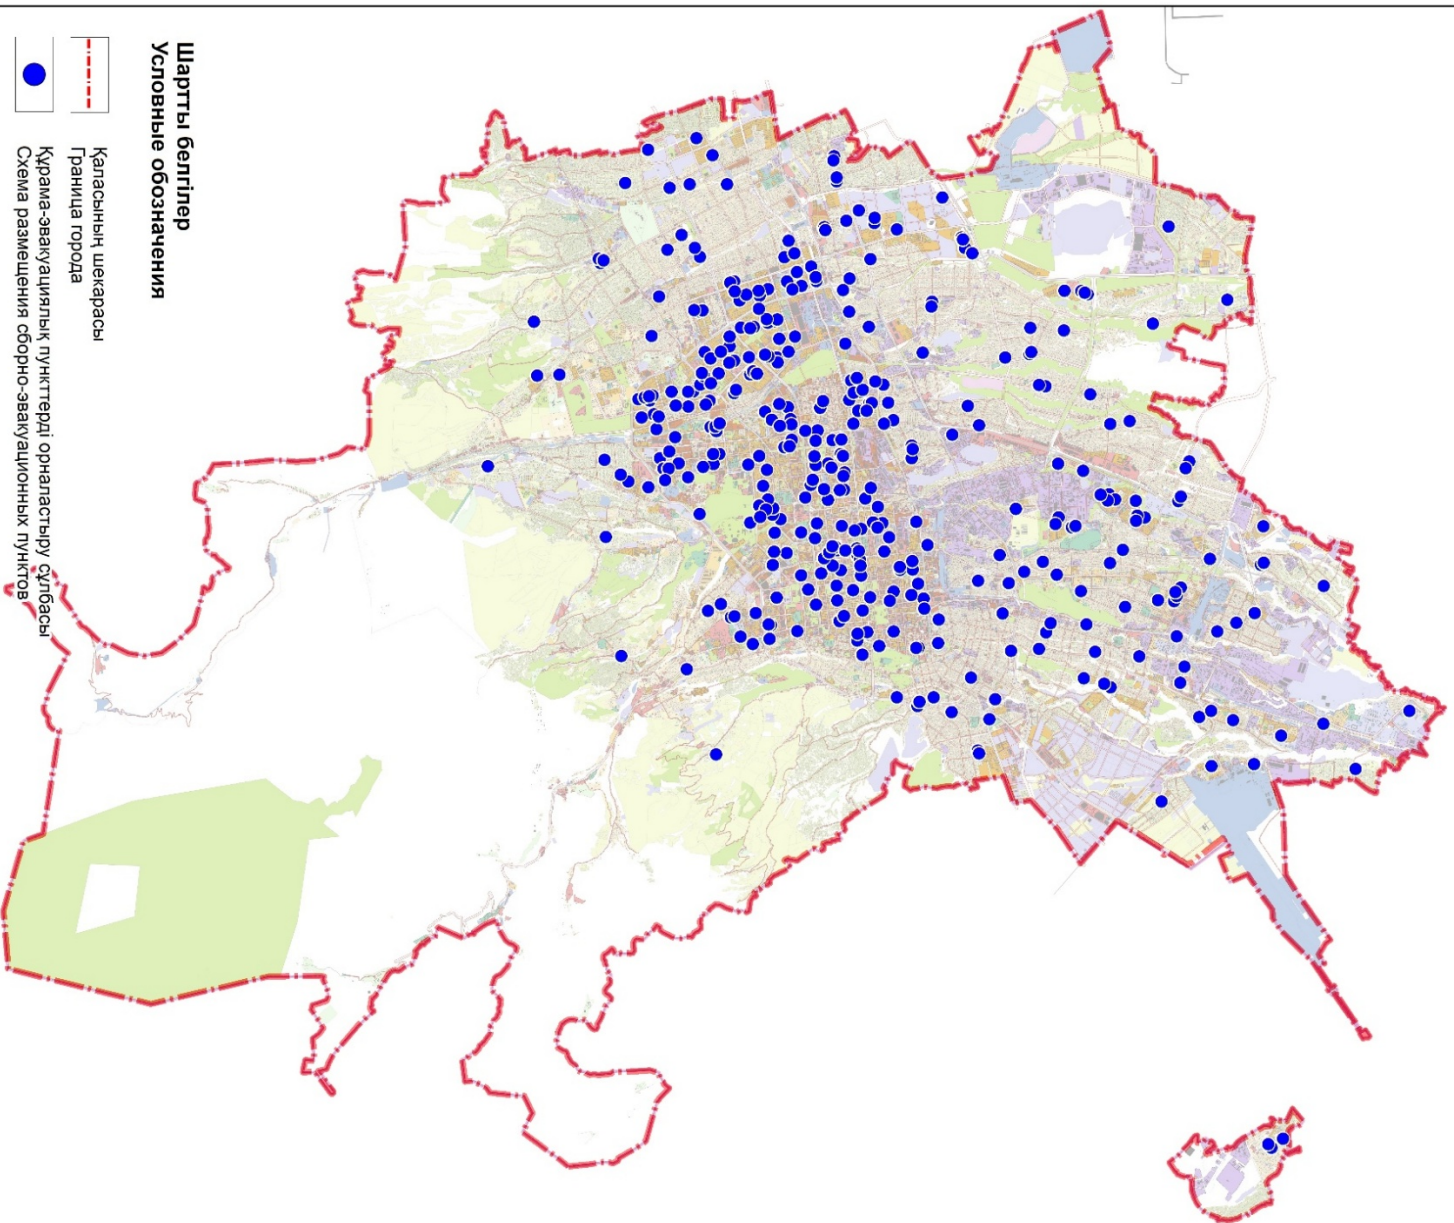 Шартты белгілер
Условные обозначения
Қаласының шекарасы
Граница города
Құрама-эвакуациялық пункттерді орналастыру сұлбасы
Схема размещения сборно-эвакуационных пунктов